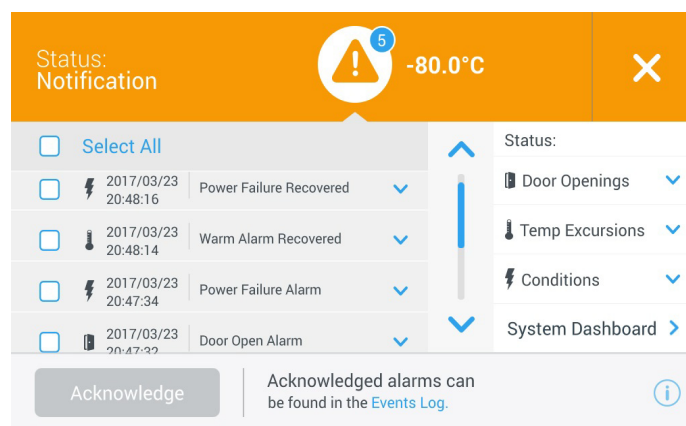 Status:
Notification
5
-80.0°C
Select All
2017/03/23
20:48:16
Power Failure Recovered
2017/03/23
20:48:14
Warm Alarm Recovered
2017/03/23
20:47:34
Power Failure Alarm
2017/03/23
20:47:32
Door Open Alarm
Status:
Door Openings
Temp Excursions
Conditions
System Dashboard
Acknowledge
Acknowledged alarms can
be found in the Events Log.